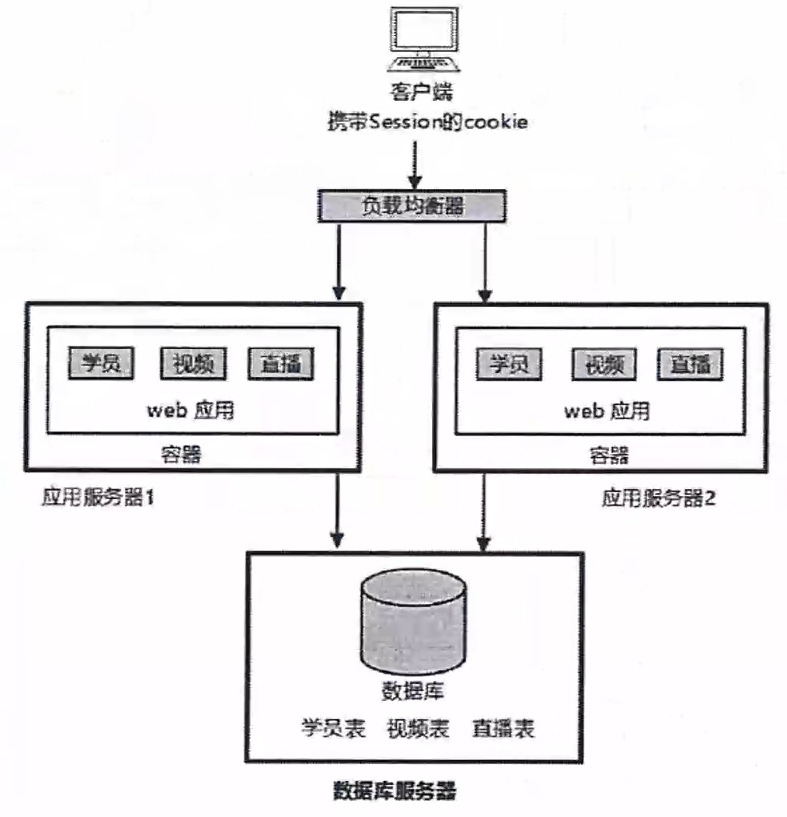 客户端
携带Session的cookie
负载均衡器
学员 视频 直播
web 应用
容器
应用服务器1
学员 视频 直播
web 应用
容器
应用服务器2
数据库
学员表 视频表 直播表
数据库服务器